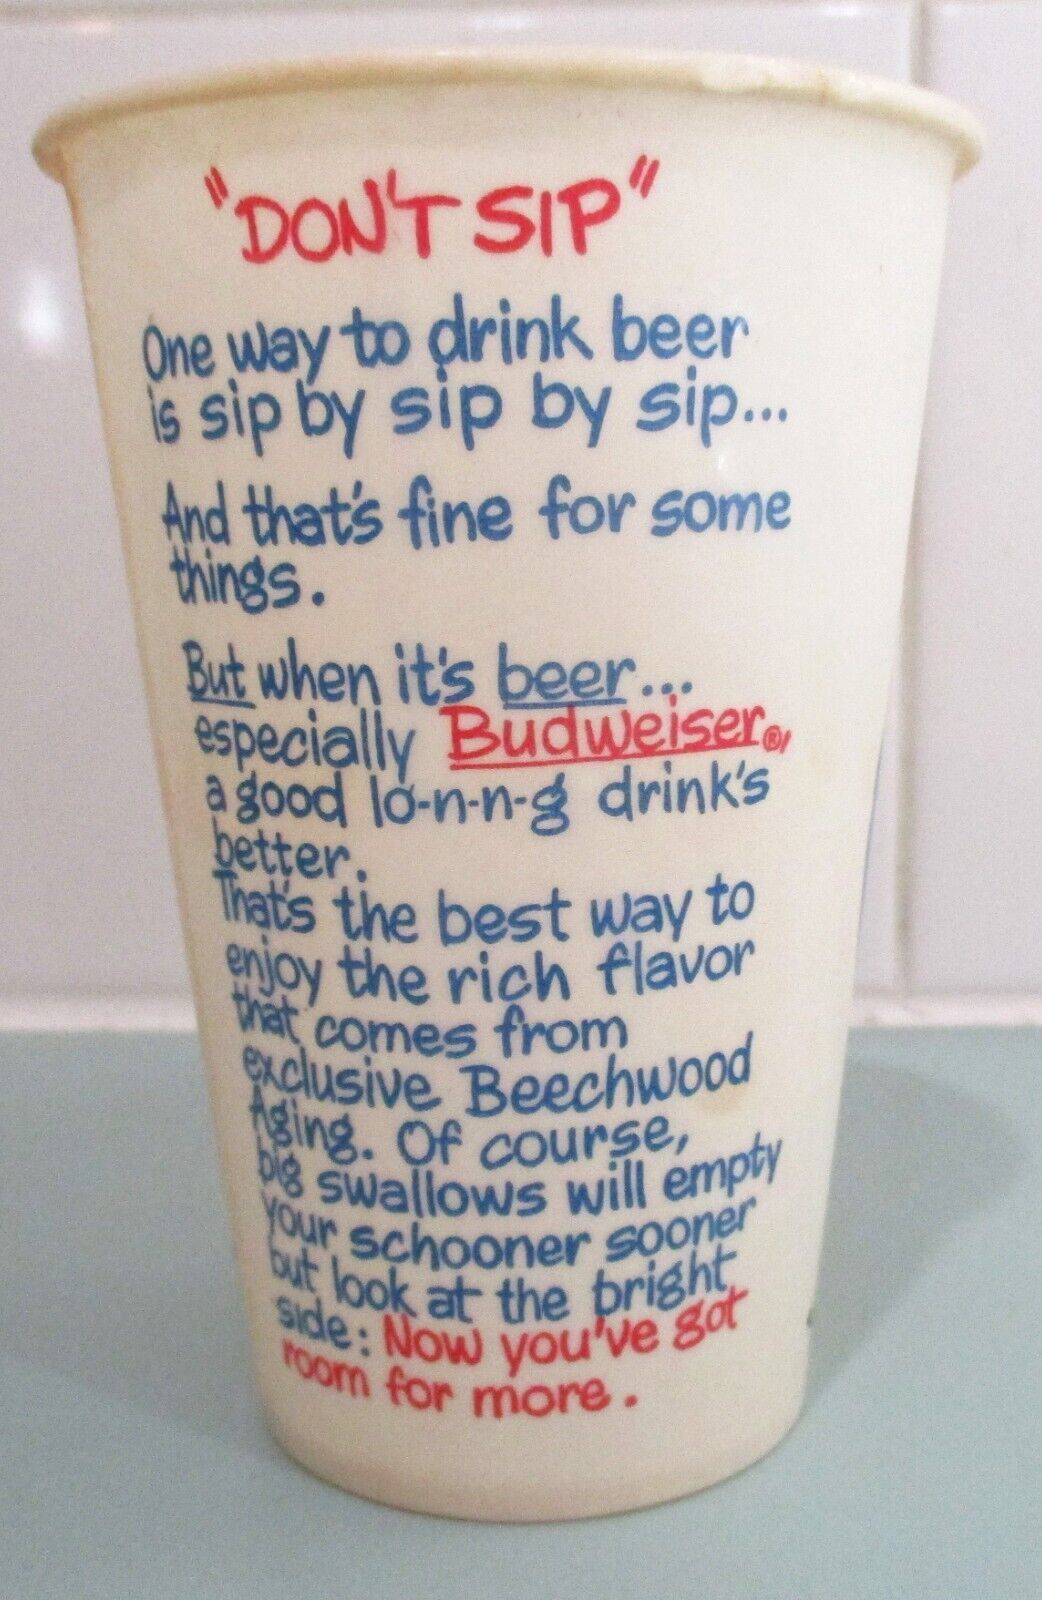 "DON'T SIP"
One way to drink beer
is sip by sip by sip...
And that's fine for some
things.
But when it's beer...
especially Budweiser®,
a good lo-n-n-g drink's
better.
That's the best way to
enjoy the rich flavor
that comes from
exclusive Beechwood
Aging. Of course,
big swallows will empty
your schooner sooner
but look at the bright
side: Now you've got
room for more.